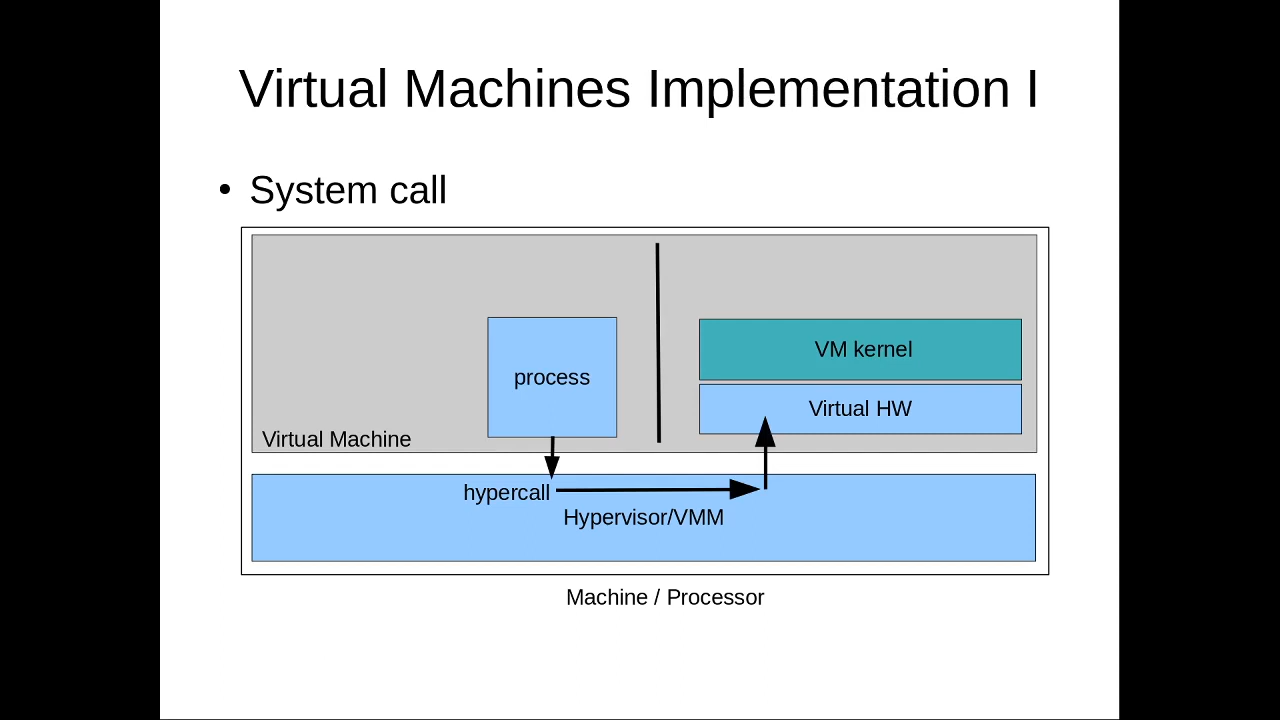 Virtual Machines Implementation I
• System call
VM kernel
process
Virtual HW
Virtual Machine
hypercall
Hypervisor/VMM
Machine / Processor